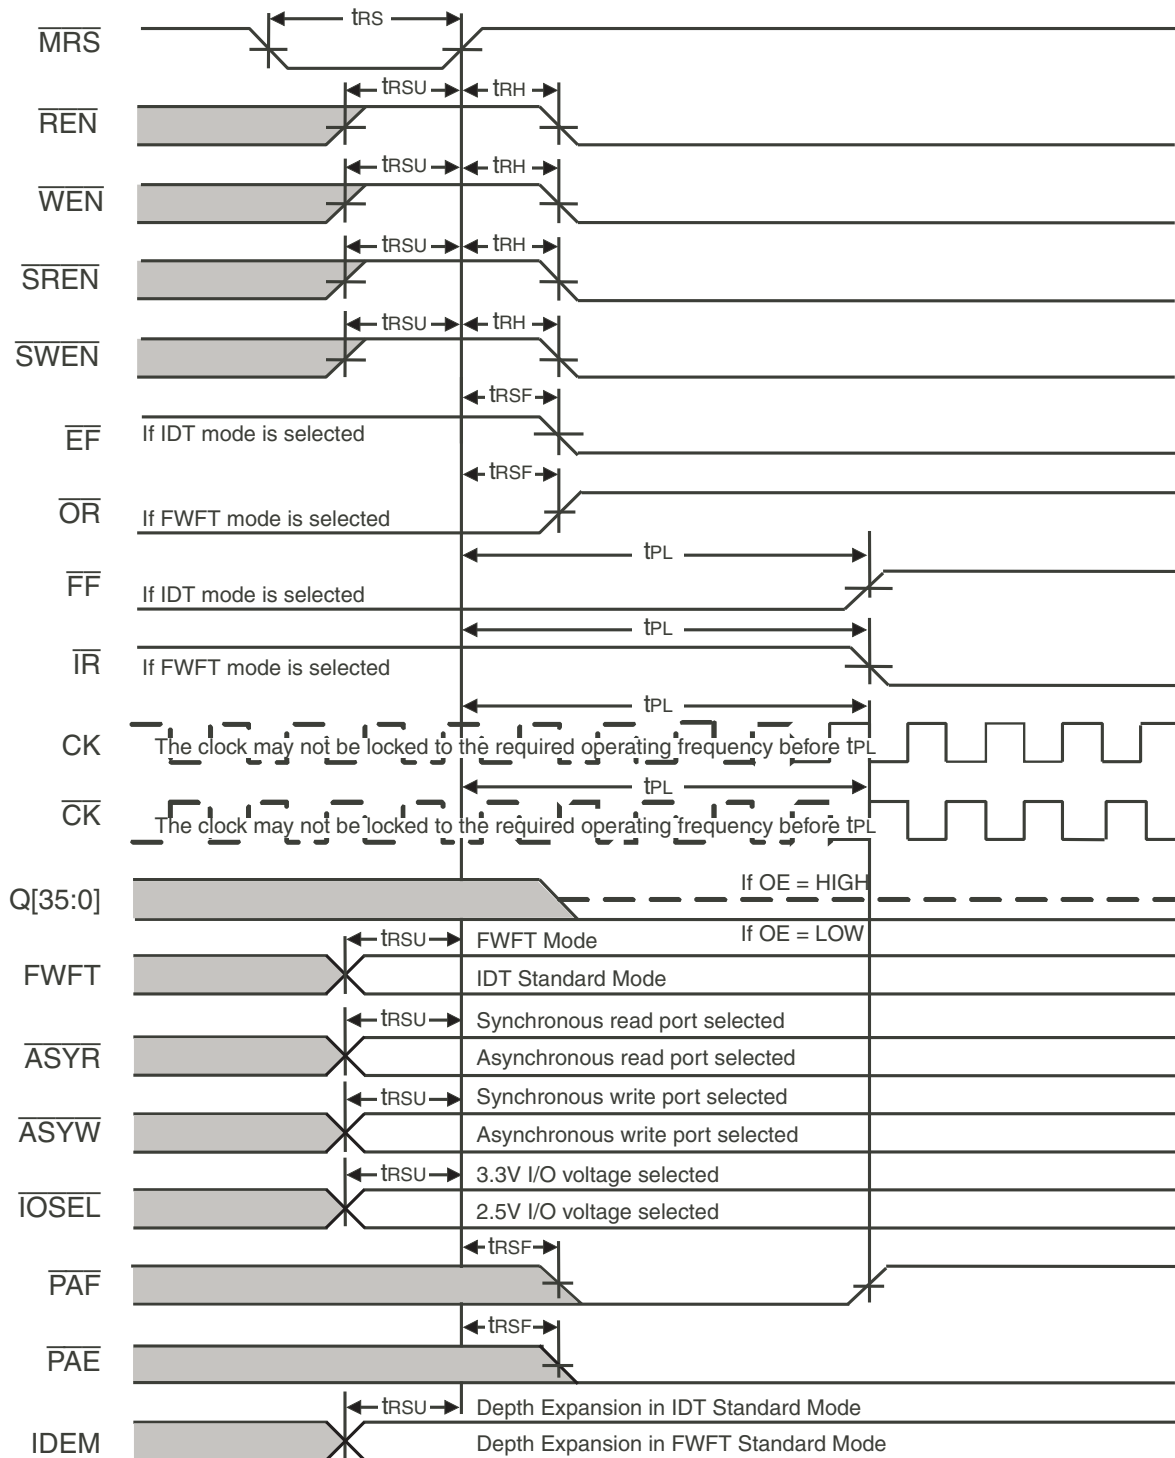 tRS
MRS
tRSU tRH
REN
tRSU tRH
WEN
tRSU tRH
SREN
tRSU tRH
SWEN
tRSF
EF If IDT mode is selected
tRSF
OR If FWFT mode is selected
tPL
FF If IDT mode is selected
tPL
IR If FWFT mode is selected
tPL
CK The clock may not be locked to the required operating frequency before tPL
tPL
CK The clock may not be locked to the required operating frequency before tPL
If OE = HIGH
Q[35:0]
If OE = LOW
tRSU FWFT Mode
FWFT IDT Standard Mode
tRSU Synchronous read port selected
ASYR Asynchronous read port selected
tRSU Synchronous write port selected
ASYW Asynchronous write port selected
tRSU 3.3V I/O voltage selected
IOSEL 2.5V I/O voltage selected
tRSF
PAF
tRSF
PAE
tRSU Depth Expansion in IDT Standard Mode
IDEM Depth Expansion in FWFT Standard Mode